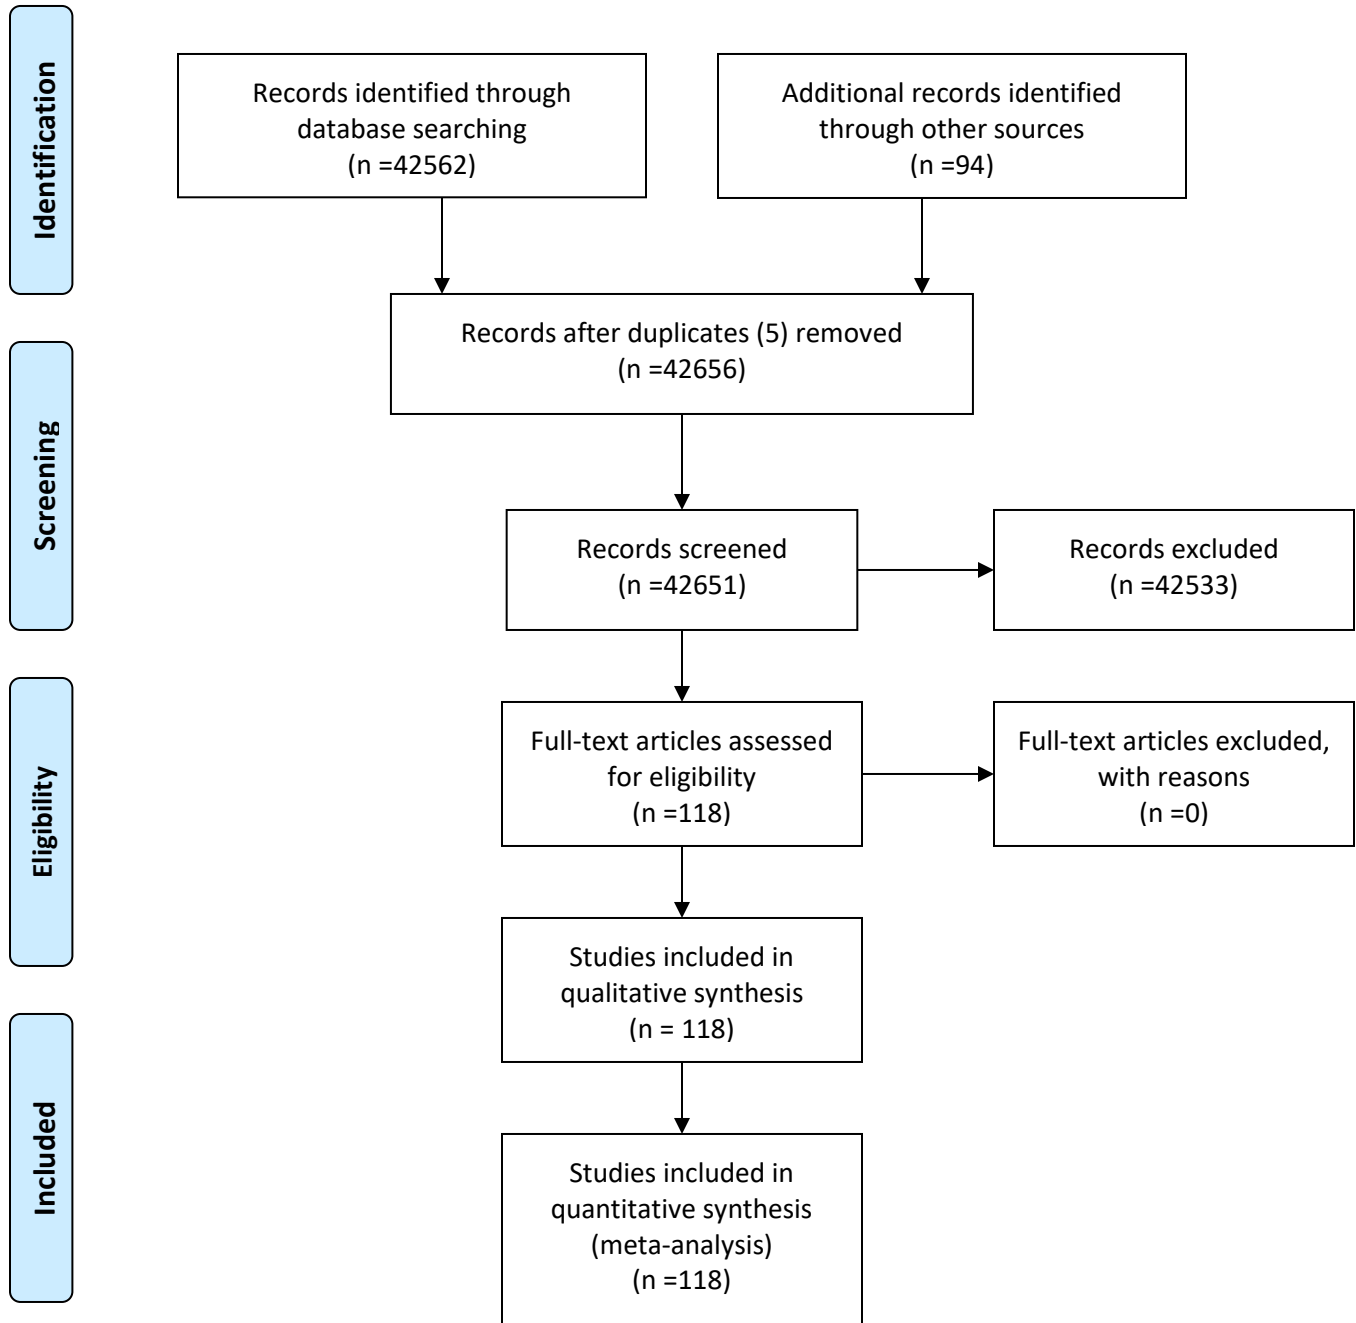 Identification
Records identified through
database searching
(n =42562)
Additional records identified
through other sources
(n =94)
Records after duplicates (5) removed
(n =42656)
Screening
Records screened
(n =42651)
Records excluded
(n =42533)
Eligibility
Full-text articles assessed
for eligibility
(n =118)
Full-text articles excluded,
with reasons
(n =0)
Studies included in
qualitative synthesis
(n = 118)
Included
Studies included in
quantitative synthesis
(meta-analysis)
(n =118)